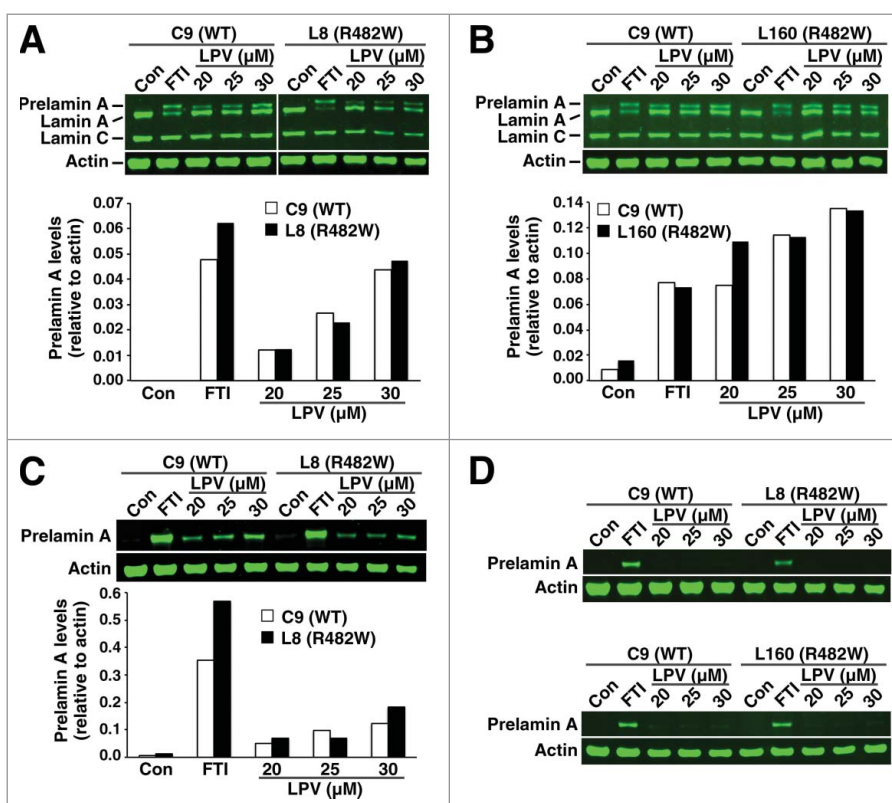 A
C9 (WT) L8 (R482W)
LPV (µM) LPV (µM)
Con FTI 20 25 30 Con FTI 20 25 30
Prelamin A
Lamin A
Lamin C
Actin
0.07
0.06
0.05
0.04
0.03
0.02
0.01
0.00
Prelamin A levels
(relative to actin)
C9 (WT)
L8 (R482W)
Con FTI 20 25 30
LPV (µM)
B
C9 (WT) L160 (R482W)
LPV (µM) LPV (µM)
Con FTI 20 25 30 Con FTI 20 25 30
Prelamin A
Lamin A
Lamin C
Actin
0.14
0.12
0.10
0.08
0.06
0.04
0.02
0.00
Prelamin A levels
(relative to actin)
C9 (WT)
L160 (R482W)
Con FTI 20 25 30
LPV (µM)
C
C9 (WT) L8 (R482W)
LPV (µM) LPV (µM)
Con FTI 20 25 30 Con FTI 20 25 30
Prelamin A
Actin
0.6
0.5
0.4
0.3
0.2
0.1
0.0
Prelamin A levels
(relative to actin)
C9 (WT)
L8 (R482W)
Con FTI 20 25 30
LPV (µM)
D
C9 (WT) L8 (R482W)
LPV (µM) LPV (µM)
Con FTI 20 25 30 Con FTI 20 25 30
Prelamin A
Actin
C9 (WT) L160 (R482W)
LPV (µM) LPV (µM)
Con FTI 20 25 30 Con FTI 20 25 30
Prelamin A
Actin